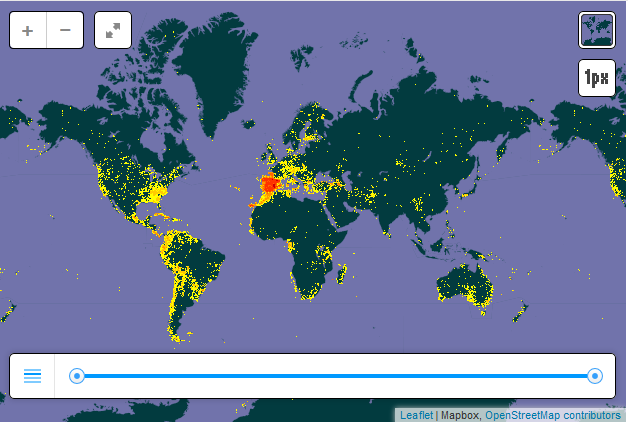 + −
1px
Leaflet | Mapbox, OpenStreetMap contributors